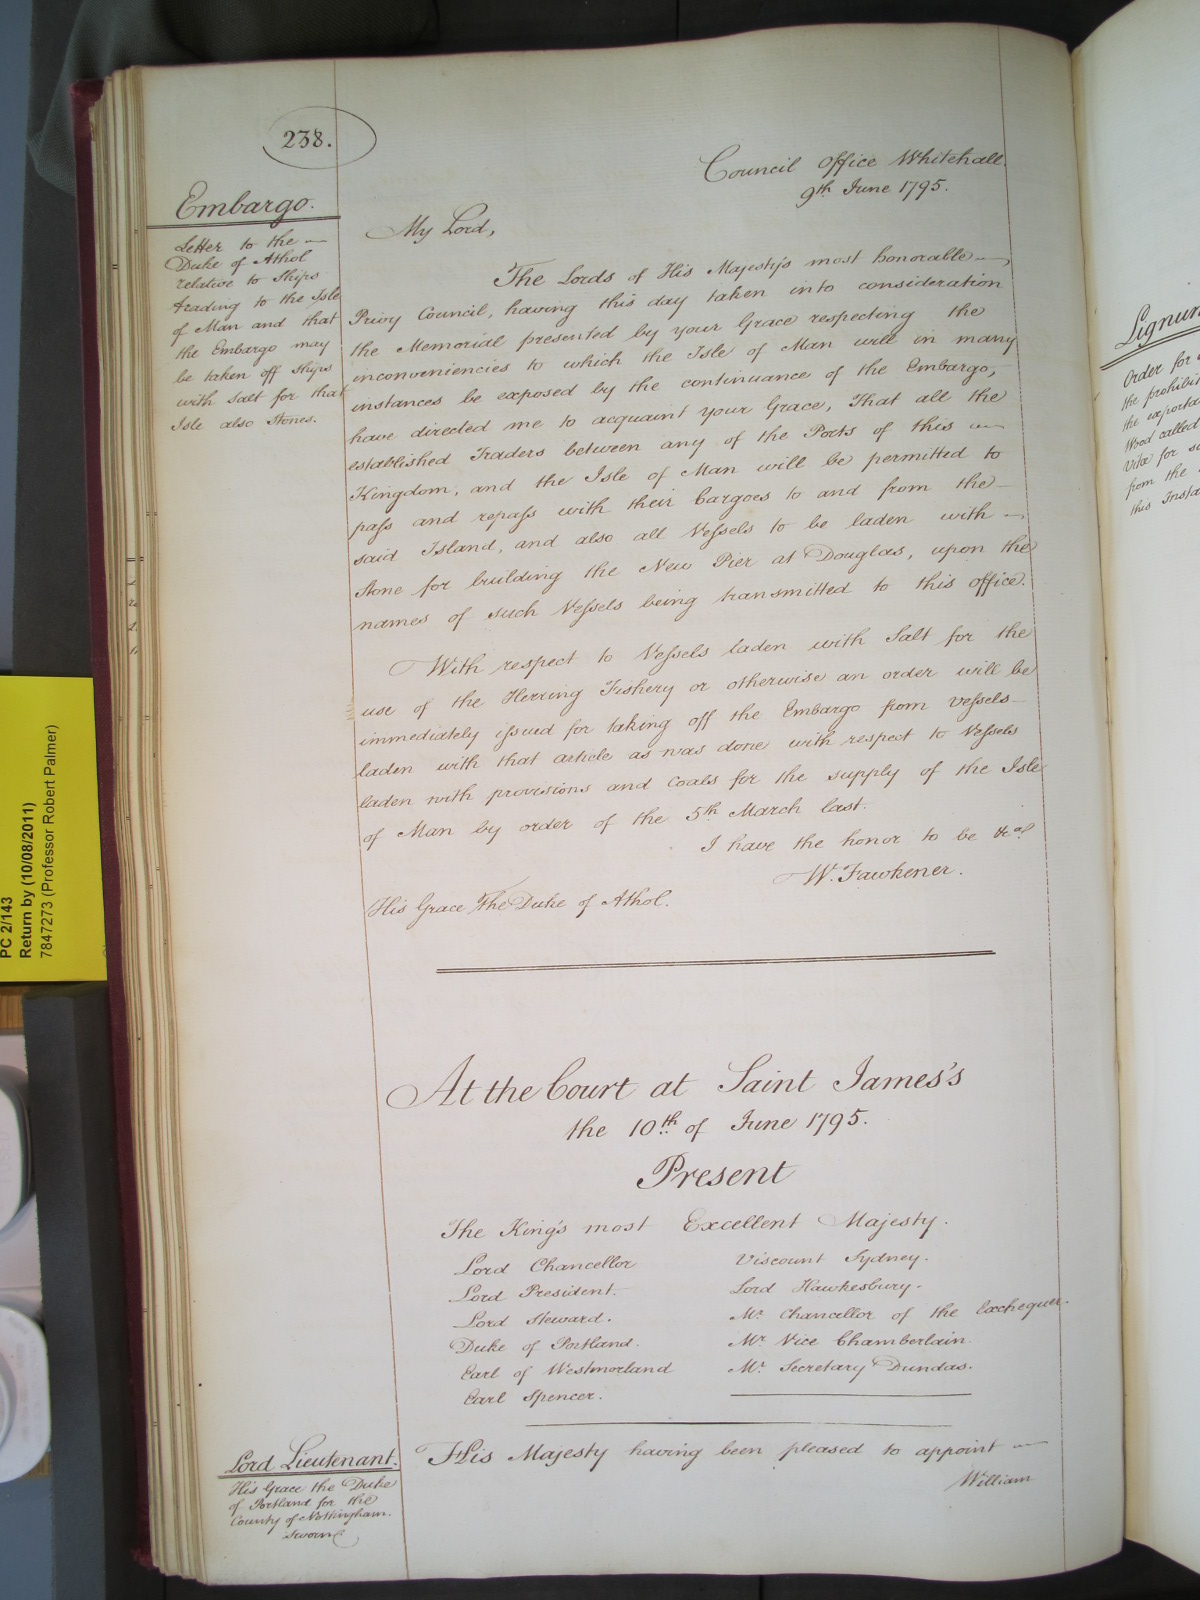 238.
Council Office Whitehall.
9th June 1795.
Embargo.
Letter to the
Duke of Athol
relative to Ships
trading to the Isle
of Man and that
the Embargo may
be taken off ships
with salt for that
Isle also Stones.
My Lord,
The Lords of His Majesty's most honorable
Privy Council, having this day taken into consideration
the Memorial presented by your Grace respecting the
inconveniencies to which the Isle of Man will in many
instances be exposed by the continuance of the Embargo,
have directed me to acquaint your Grace, That all the
established Traders between any of the Ports of this
Kingdom, and the Isle of Man will be permitted to
pass and repass with their Cargoes to and from the
said Island, and also all Vessels to be laden with
stone for building the New Pier at Douglas, upon the
names of such Vessels being transmitted to this office.
With respect to Vessels laden with Salt for the
use of the Herring Fishery or otherwise an order will be
immediately issued for taking off the Embargo from vessels
laden with that article as was done with respect to Vessels
laden with provisions and Coals for the supply of the Isle
of Man by order of the 5th March last.
I have the honor to be &ca
W. Fawkener.
His Grace The Duke of Athol.
At the Court at Saint James's
the 10th of June 1795.
Present
The King's most Excellent Majesty.
Lord Chancellor
Lord President.
Lord Steward.
Duke of Portland.
Earl of Westmorland
Earl Spencer.
Viscount Sydney.
Lord Hawkesbury.
Mr Chancellor of the Exchequer.
Mr Vice Chamberlain.
Mr Secretary Dundas.
Lord Lieutenant.
His Grace the Duke
of Portland for the
County of Nottingham.
sworn
His Majesty having been pleased to appoint
William
PC 2/143
Return by (10/08/2011)
7847273 (Professor Robert Palmer)
Order for
the prohibi
the exporta
Wood called
from the